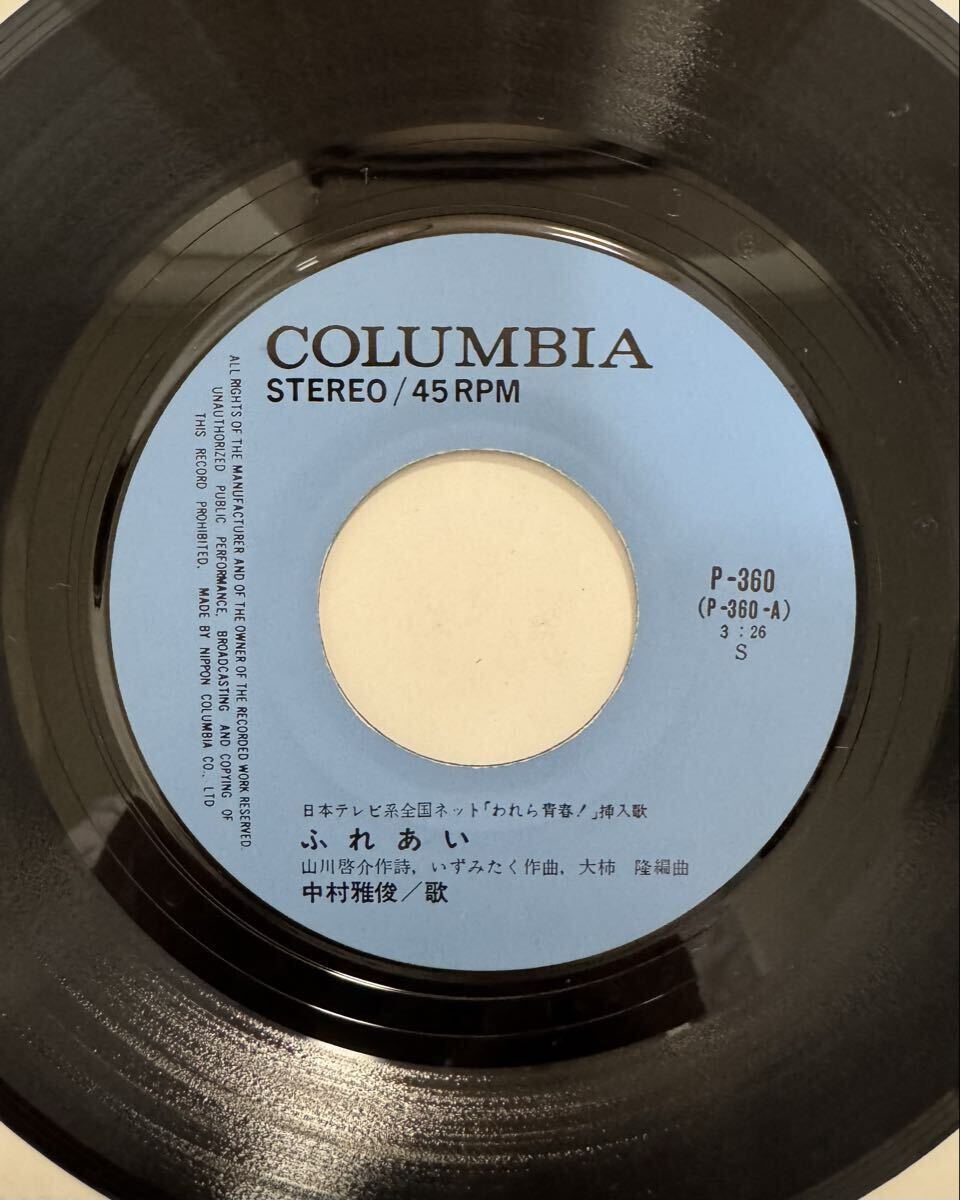 COLUMBIA
STEREO / 45 RPM
ALL RIGHTS OF THE MANUFACTURER AND OF THE OWNER OF THE RECORDED WORK RESERVED.
UNAUTHORIZED PUBLIC PERFORMANCE, BROADCASTING AND COPYING OF
THIS RECORD PROHIBITED. MADE BY NIPPON COLUMBIA CO., LTD
P-360
(P-360-A)
3:26
S
日本テレビ系全国ネット「われら青春!」挿入歌
ふれあい
山川啓介作詩, いずみたく作曲, 大柿 隆編曲
中村雅俊/歌